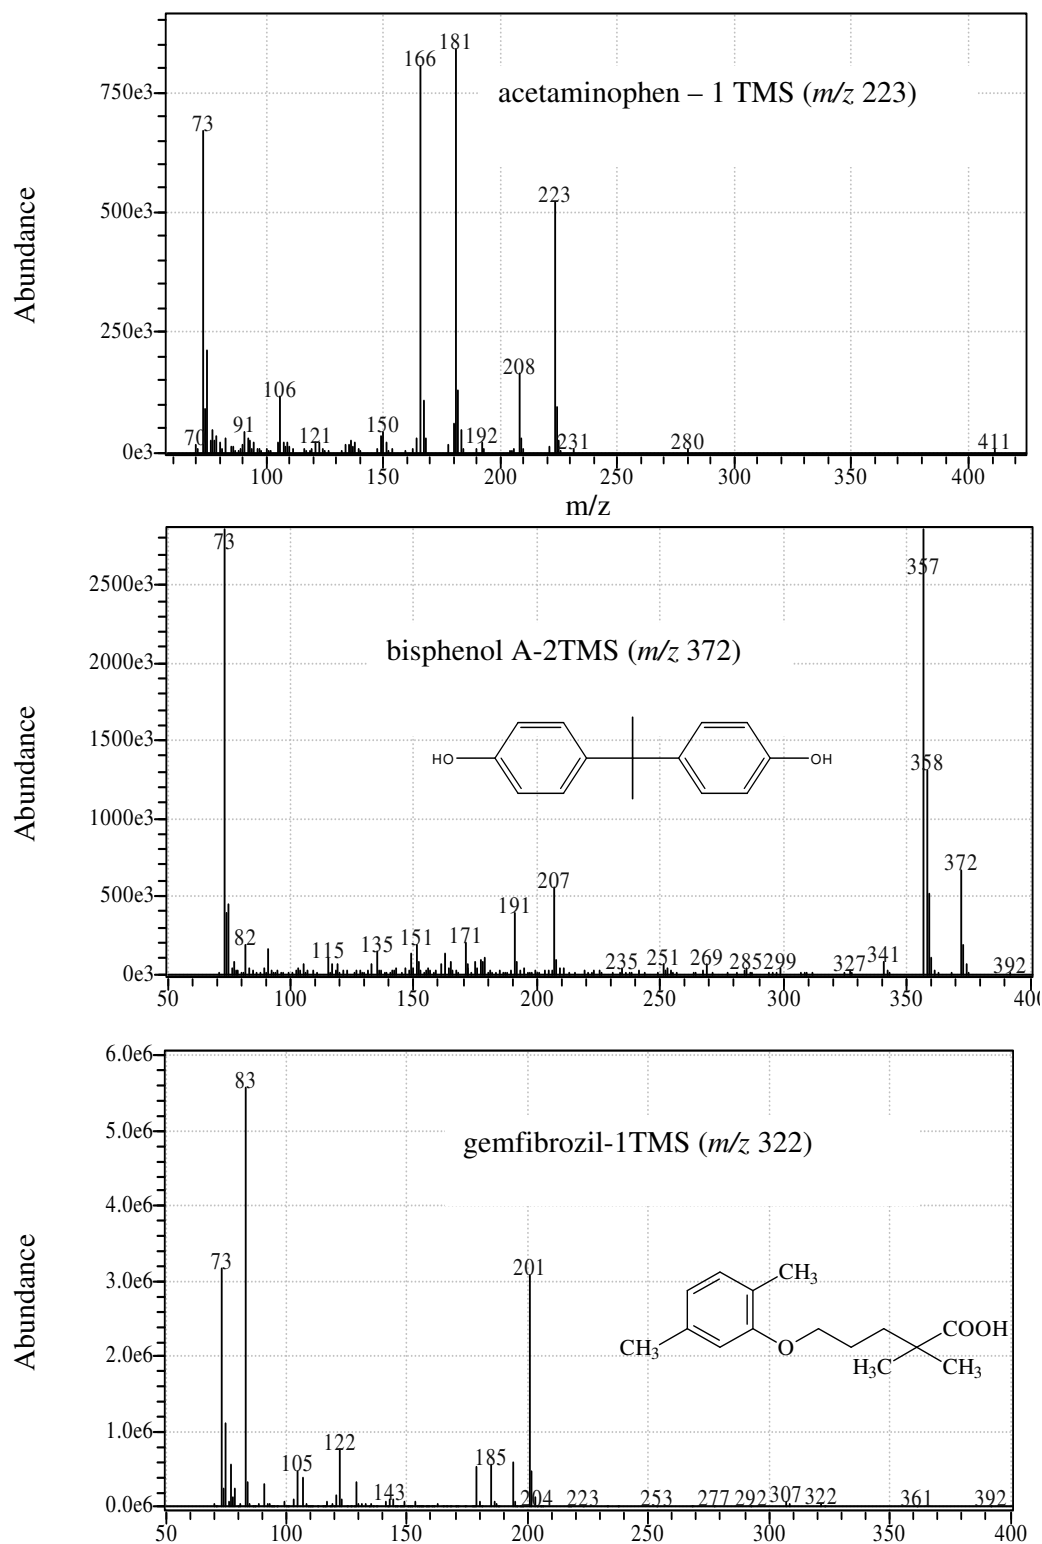 Abundance
750e3
500e3
250e3
0e3
181
166
acetaminophen – 1 TMS (m/z 223)
73
223
208
106
70
91
121
150
192
231
280
411
100 150 200 250 300 350 400
m/z
Abundance
2500e3
2000e3
1500e3
1000e3
500e3
0e3
73
357
bisphenol A-2TMS (m/z 372)
HO
OH
358
372
207
191
82
115
135
151
171
235
251
269
285
299
327
341
392
50 100 150 200 250 300 350 400
Abundance
6.0e6
5.0e6
4.0e6
3.0e6
2.0e6
1.0e6
0.0e6
83
gemfibrozil-1TMS (m/z 322)
73
201
CH3
CH3
O
COOH
H3C
CH3
122
105
143
185
204
223
253
277
292
307
322
361
392
50 100 150 200 250 300 350 400